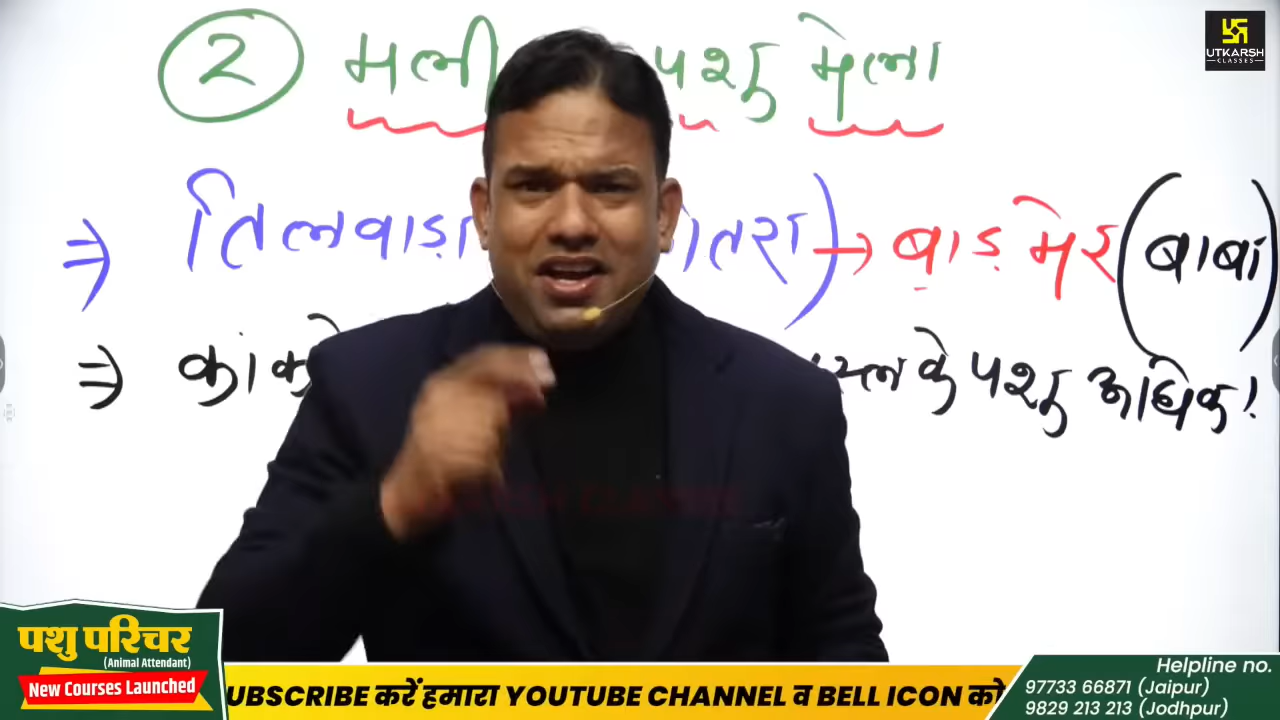 2 मली पशु मेला
UTKARSH
CLASSES
⇒ तिलवाड़ा तरा) → बाड़मेर (बाबा)
⇒ कांक के पशु अधिक!
पशु परिचर
(Animal Attendant)
New Courses Launched
UBSCRIBE करें हमारा YOUTUBE CHANNEL व BELL ICON को
Helpline no.
97733 66871 (Jaipur)
9829 213 213 (Jodhpur)